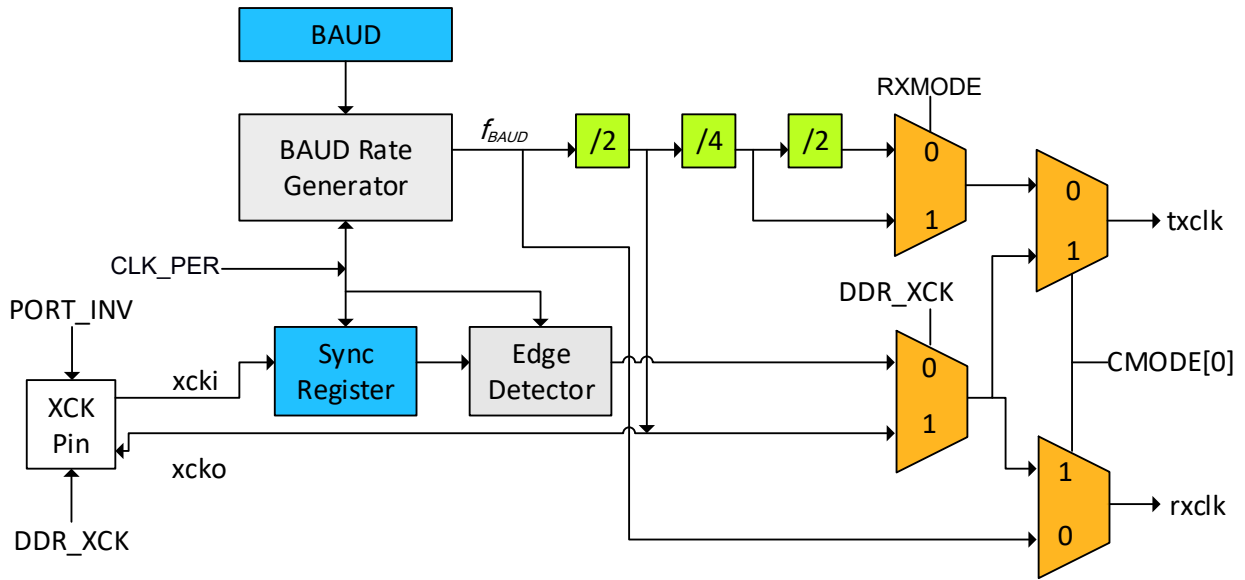 BAUD
RXMODE
f_BAUD
/2
/4
/2
BAUD Rate
Generator
0
1
0
1
txclk
CLK_PER
DDR_XCK
PORT_INV
Sync
Register
Edge
Detector
0
1
CMODE[0]
xcki
XCK
Pin
xcko
1
0
rxclk
DDR_XCK